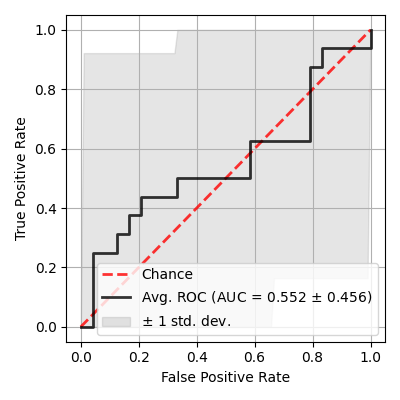 1.0
0.8
0.6
0.4
0.2
0.0
True Positive Rate
Chance
Avg. ROC (AUC = 0.552 ± 0.456)
± 1 std. dev.
0.0 0.2 0.4 0.6 0.8 1.0
False Positive Rate